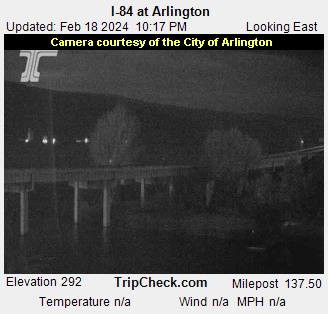 I-84 at Arlington
Updated: Feb 18 2024 10:17 PM Looking East
Camera courtesy of the City of Arlington
Elevation 292 TripCheck.com Milepost 137.50
Temperature n/a Wind n/a MPH n/a